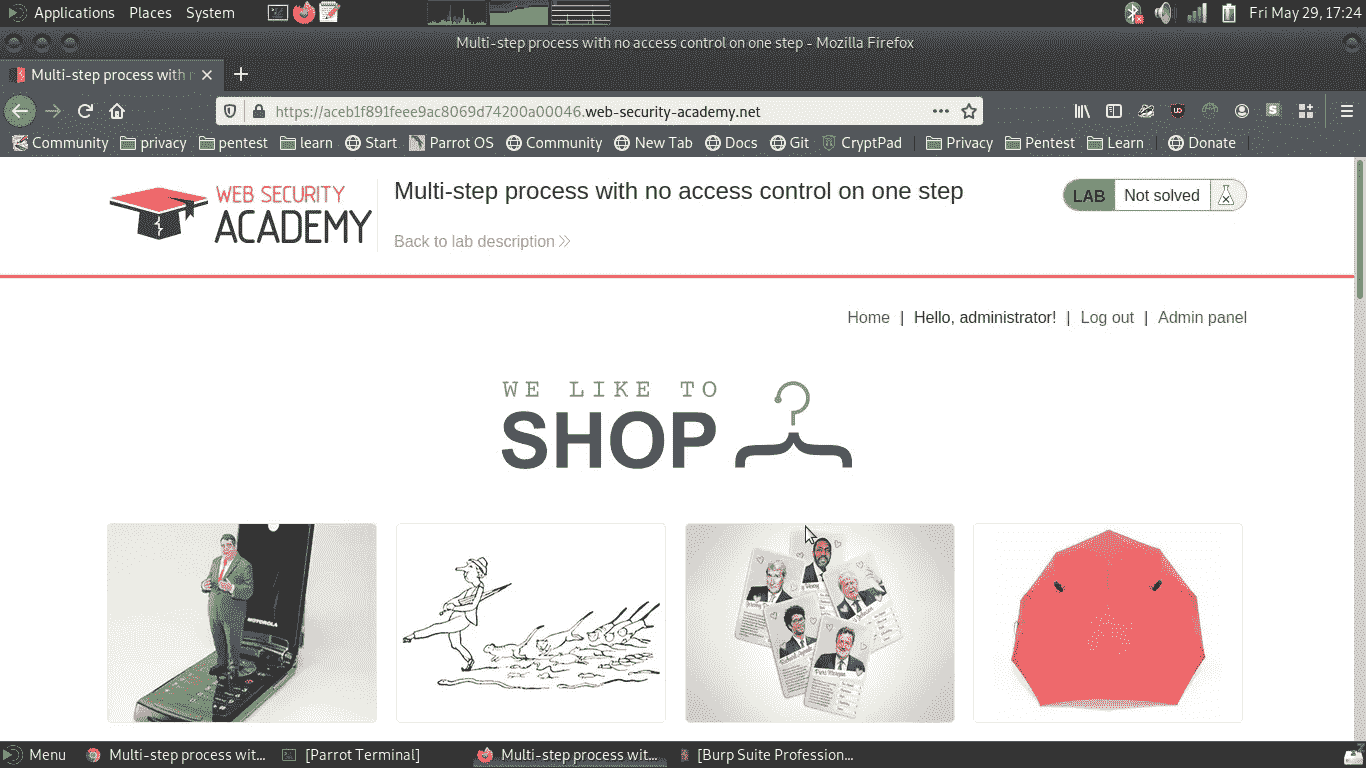 Applications Places System
Fri May 29, 17:24
Multi-step process with no access control on one step - Mozilla Firefox
Multi-step process with
https://aceb1f891feee9ac8069d74200a00046.web-security-academy.net
Community privacy pentest learn Start Parrot OS Community New Tab Docs Git CryptPad Privacy Pentest Learn Donate
WEB SECURITY
ACADEMY
Multi-step process with no access control on one step
Back to lab description
LAB Not solved
Home | Hello, administrator! | Log out | Admin panel
WE LIKE TO
SHOP
MOTOROLA
Piers Morgan
Menu Multi-step process wit... [Parrot Terminal] Multi-step process wit... [Burp Suite Profession...